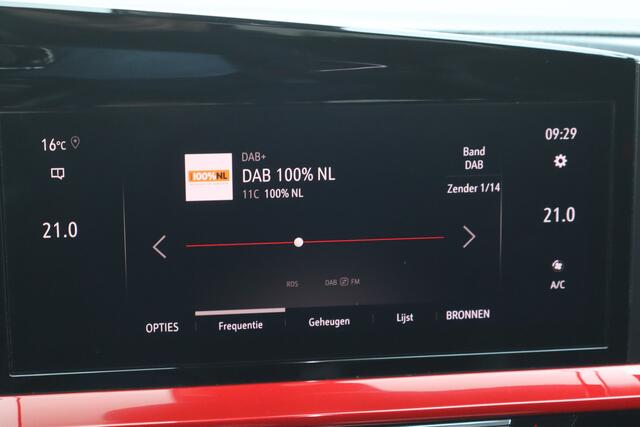 16°C
09:29
100%NL
DAB+
DAB 100% NL
11C 100% NL
Band
DAB
Zender 1/14
21.0
21.0
RDS
DAB FM
A/C
OPTIES
Frequentie
Geheugen
Lijst
BRONNEN